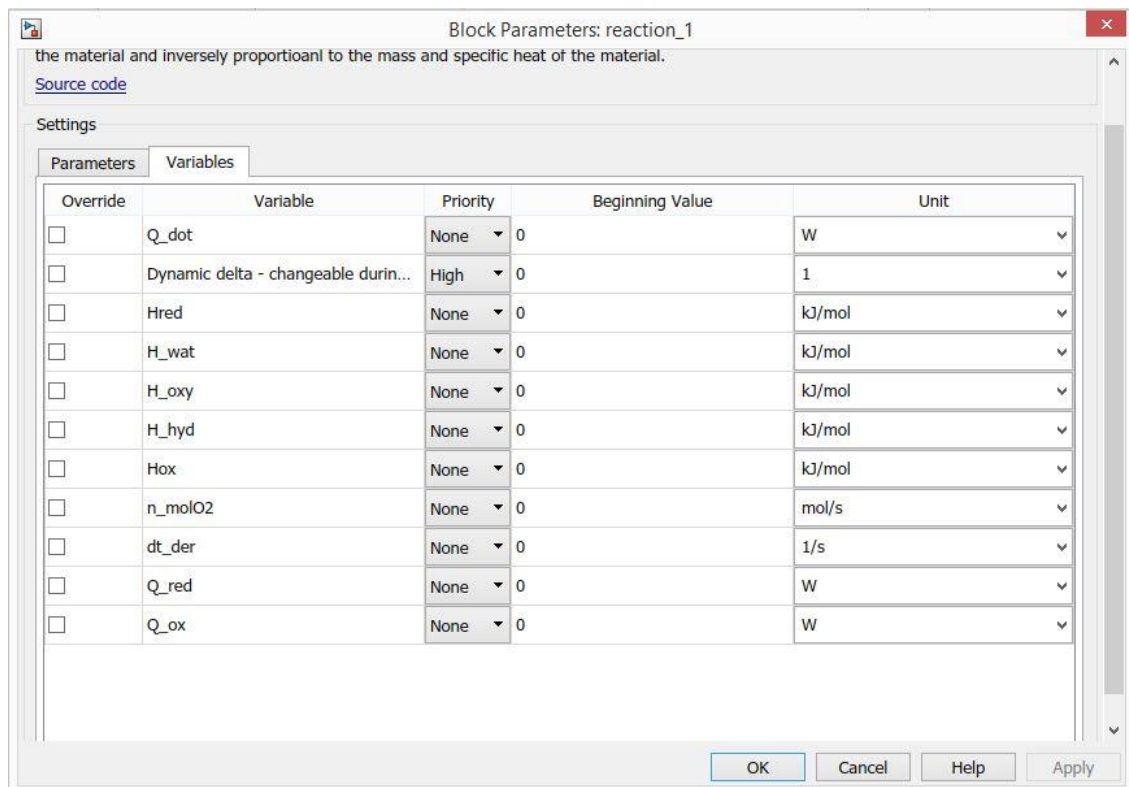 Block Parameters: reaction_1
the material and inversely proportioanl to the mass and specific heat of the material.
Source code
Settings
Parameters Variables
Override Variable Priority Beginning Value Unit
Q_dot None 0 W
Dynamic delta - changeable durin... High 0 1
Hred None 0 kJ/mol
H_wat None 0 kJ/mol
H_oxy None 0 kJ/mol
H_hyd None 0 kJ/mol
Hox None 0 kJ/mol
n_molO2 None 0 mol/s
dt_der None 0 1/s
Q_red None 0 W
Q_ox None 0 W
OK Cancel Help Apply